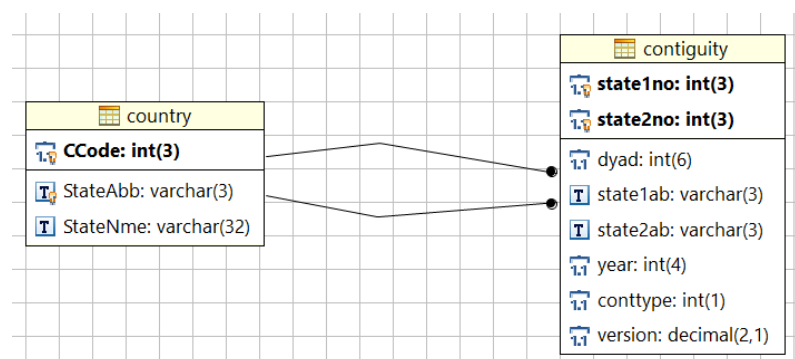 country
CCode: int(3)
StateAbb: varchar(3)
StateNme: varchar(32)
contiguity
state1no: int(3)
state2no: int(3)
dyad: int(6)
state1ab: varchar(3)
state2ab: varchar(3)
year: int(4)
conttype: int(1)
version: decimal(2,1)